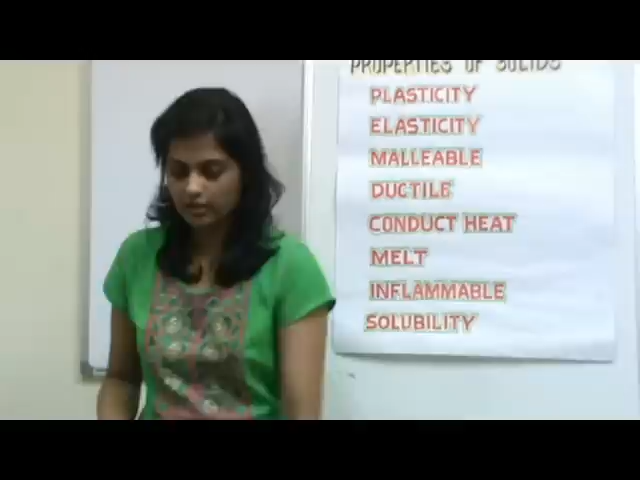 PROPERTIES OF SOLIDS
PLASTICITY
ELASTICITY
MALLEABLE
DUCTILE
CONDUCT HEAT
MELT
INFLAMMABLE
SOLUBILITY